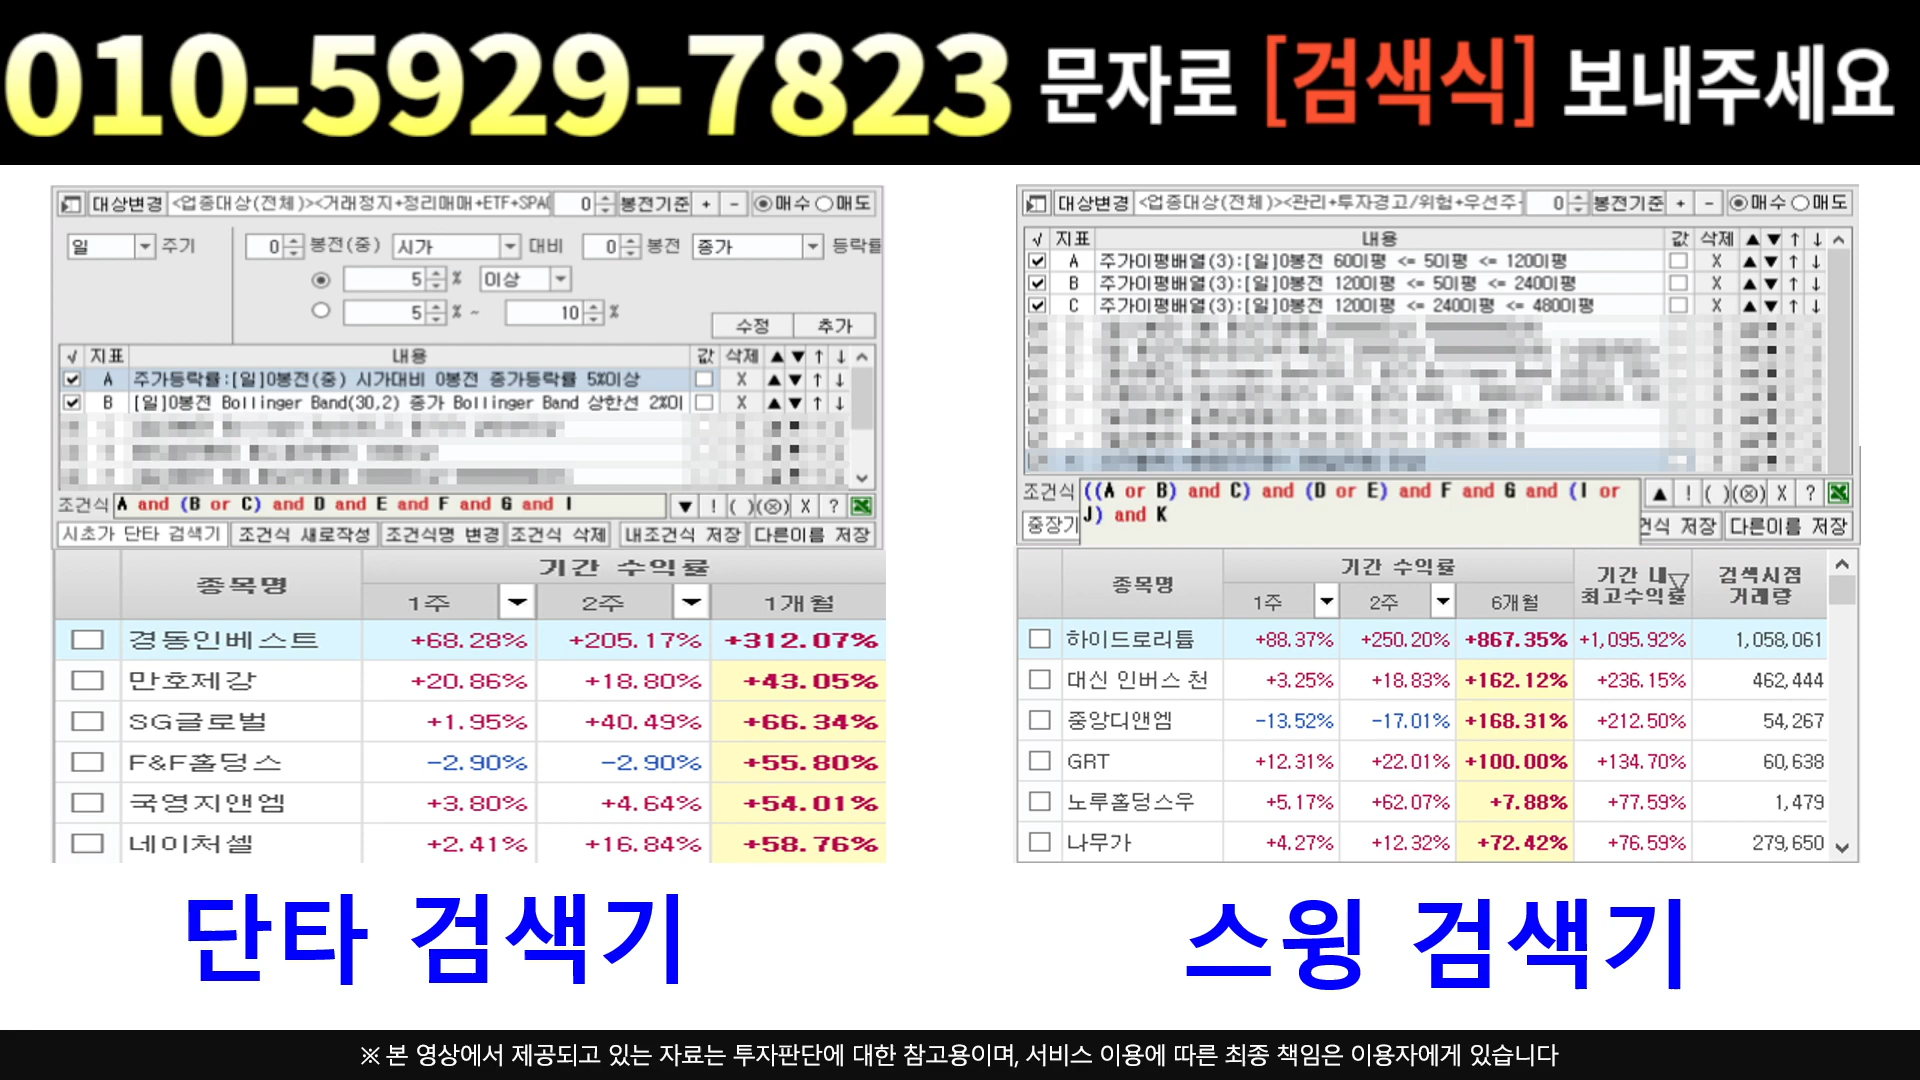 010-5929-7823 문자로 [검색식] 보내주세요
대상변경 <업종대상(전체)><거래정지+정리매매+ETF+SPA 0 봉전기준 + - 매수 매도
일 주기 0 봉전(중) 시가 대비 0 봉전 종가 등락률
5 % 이상
5 % ~ 10 %
수정 추가
√ 지표 내용 값 삭제 ▲ ▼ ↑ ↓
A 주가등락률:[일]0봉전(중) 시가대비 0봉전 종가등락률 5%이상 X ▲ ▼ ↑ ↓
B [일]0봉전 Bollinger Band(30,2) 종가 Bollinger Band 상한선 2%이 X ▲ ▼ ↑ ↓
조건식 A and (B or C) and D and E and F and G and I ▼ ! ( )(⊗) X ?
시초가 단타 검색기 조건식 새로작성 조건식명 변경 조건식 삭제 내조건식 저장 다른이름 저장
종목명 기간 수익률
1주 2주 1개월
경동인베스트 +68.28% +205.17% +312.07%
만호제강 +20.86% +18.80% +43.05%
SG글로벌 +1.95% +40.49% +66.34%
F&F홀딩스 -2.90% -2.90% +55.80%
국영지앤엠 +3.80% +4.64% +54.01%
네이처셀 +2.41% +16.84% +58.76%
단타 검색기
대상변경 <업종대상(전체)><관리+투자경고/위험+우선주+ 0 봉전기준 + - 매수 매도
√ 지표 내용 값 삭제 ▲ ▼ ↑ ↓
A 주가이평배열(3):[일]0봉전 60이평 <= 5이평 <= 120이평 X ▲ ▼ ↑ ↓
B 주가이평배열(3):[일]0봉전 120이평 <= 5이평 <= 240이평 X ▲ ▼ ↑ ↓
C 주가이평배열(3):[일]0봉전 120이평 <= 240이평 <= 480이평 X ▲ ▼ ↑ ↓
조건식 ((A or B) and C) and (D or E) and F and G and (I or ▲ ! ( )(⊗) X ?
중장기 J) and K 건식 저장 다른이름 저장
종목명 기간 수익률 기간 내 최고수익률 검색시점 거래량
1주 2주 6개월
하이드로리튬 +88.37% +250.20% +867.35% +1,095.92% 1,058,061
대신 인버스 천 +3.25% +18.83% +162.12% +236.15% 462,444
중앙디앤엠 -13.52% -17.01% +168.31% +212.50% 54,267
GRT +12.31% +22.01% +100.00% +134.70% 60,638
노루홀딩스우 +5.17% +62.07% +7.88% +77.59% 1,479
나무가 +4.27% +12.32% +72.42% +76.59% 279,650
스윙 검색기
※ 본 영상에서 제공되고 있는 자료는 투자판단에 대한 참고용이며, 서비스 이용에 따른 최종 책임은 이용자에게 있습니다